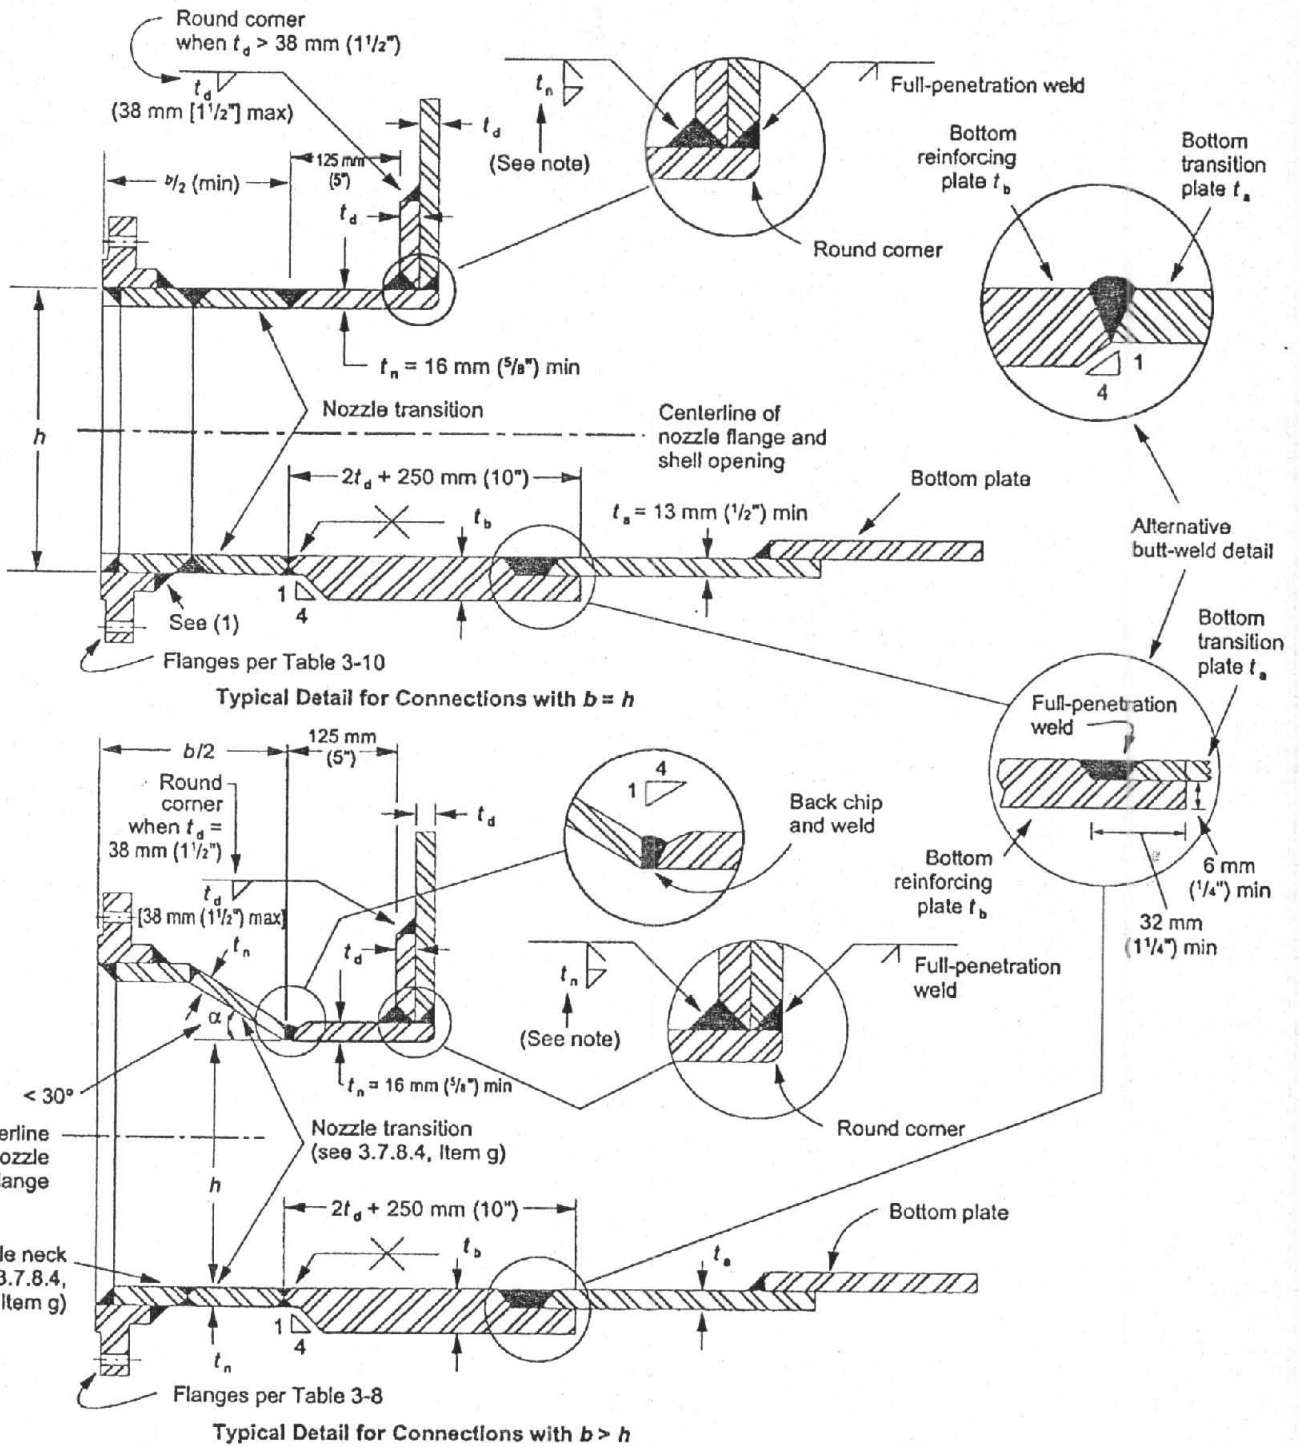 Round corner
when t_d > 38 mm (1 1/2")
t_d
(38 mm [1 1/2"] max)
t_n
(See note)
Full-penetration weld
Round corner
b/2 (min)
125 mm
(5")
t_d
t_d
Bottom
reinforcing
plate t_b
Bottom
transition
plate t_a
1
4
t_n = 16 mm (5/8") min
Nozzle transition
h
Centerline of
nozzle flange and
shell opening
2t_d + 250 mm (10")
t_b
t_a = 13 mm (1/2") min
Bottom plate
Alternative
butt-weld detail
1
4
See (1)
Flanges per Table 3-10
Typical Detail for Connections with b = h
Bottom
transition
plate t_a
Full-penetration
weld
Bottom
reinforcing
plate t_b
6 mm
(1/4") min
32 mm
(1 1/4") min
b/2
125 mm
(5")
Round
corner
when t_d =
38 mm (1 1/2")
t_d
[38 mm (1 1/2") max]
t_n
t_d
t_d
4
1
Back chip
and weld
t_n
(See note)
Full-penetration
weld
Round corner
α
< 30°
t_n = 16 mm (5/8") min
erline
ozzle
lange
Nozzle transition
(see 3.7.8.4, Item g)
h
2t_d + 250 mm (10")
t_b
t_a
Bottom plate
le neck
3.7.8.4,
Item g)
1
4
t_n
Flanges per Table 3-8
Typical Detail for Connections with b > h